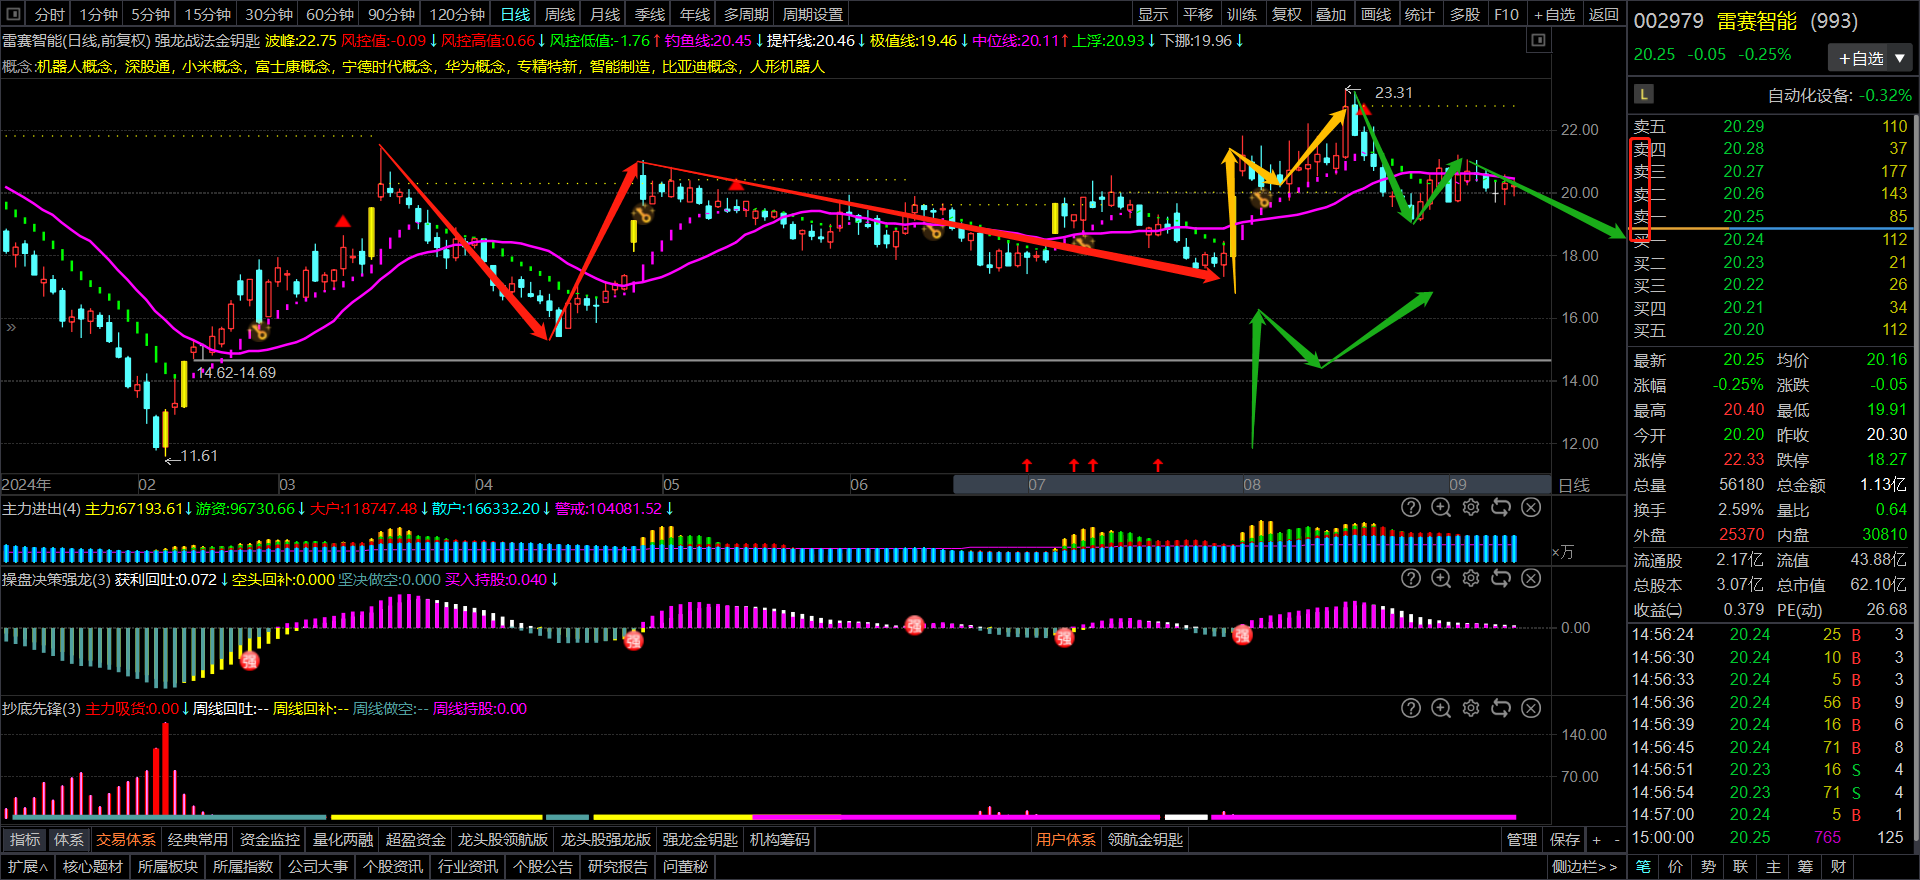 分时 1分钟 5分钟 15分钟 30分钟 60分钟 90分钟 120分钟 日线 周线 月线 季线 年线 多周期 周期设置 显示 平移 训练 复权 叠加 画线 统计 多股 F10 +自选 返回
雷赛智能(日线,前复权) 强龙战法金钥匙 波峰:22.75 风控值:-0.09↓ 风控高值:0.66↓ 风控低值:-1.76↑ 钓鱼线:20.45↓ 提杆线:20.46↓ 极值线:19.46↓ 中位线:20.11↑ 上浮:20.93↓ 下挪:19.96↓
概念:机器人概念, 深股通, 小米概念, 富士康概念, 宁德时代概念, 华为概念, 专精特新, 智能制造, 比亚迪概念, 人形机器人
23.31
22.00
20.00
18.00
16.00
14.62-14.69
14.00
12.00
11.61
2024年 02 03 04 05 06 07 08 09 日线
主力进出(4) 主力:67193.61↓ 游资:96730.66↓ 大户:118747.48↓ 散户:166332.20↓ 警戒:104081.52↓
×万
操盘决策强龙(3) 获利回吐:0.072↓ 空头回补:0.000 坚决做空:0.000 买入持股:0.040↓
强 强 强 强 强
0.00
抄底先锋(3) 主力吸货:0.00↓ 周线回吐:-- 周线回补:-- 周线做空:-- 周线持股:0.00
140.00
70.00
指标 体系 交易体系 经典常用 资金监控 量化两融 超盈资金 龙头股领航版 龙头股强龙版 强龙金钥匙 机构筹码 用户体系 领航金钥匙 管理 保存 + -
扩展∧ 核心题材 所属板块 所属指数 公司大事 个股资讯 行业资讯 个股公告 研究报告 问董秘 侧边栏>>
002979 雷赛智能 (993)
20.25 -0.05 -0.25% +自选 ▼
L 自动化设备: -0.32%
卖五 20.29 110
卖四 20.28 37
卖三 20.27 177
卖二 20.26 143
卖一 20.25 85
买一 20.24 112
买二 20.23 21
买三 20.22 26
买四 20.21 34
买五 20.20 112
最新 20.25 均价 20.16
涨幅 -0.25% 涨跌 -0.05
最高 20.40 最低 19.91
今开 20.20 昨收 20.30
涨停 22.33 跌停 18.27
总量 56180 总金额 1.13亿
换手 2.59% 量比 0.64
外盘 25370 内盘 30810
流通股 2.17亿 流值 43.88亿
总股本 3.07亿 总市值 62.10亿
收益㈡ 0.379 PE(动) 26.68
14:56:24 20.24 25 B 3
14:56:30 20.24 10 B 3
14:56:33 20.24 5 B 3
14:56:36 20.24 56 B 9
14:56:39 20.24 16 B 6
14:56:45 20.24 71 B 8
14:56:51 20.23 16 S 4
14:56:54 20.23 71 S 4
14:57:00 20.24 5 B 1
15:00:00 20.25 765 125
笔 价 势 联 主 筹 财